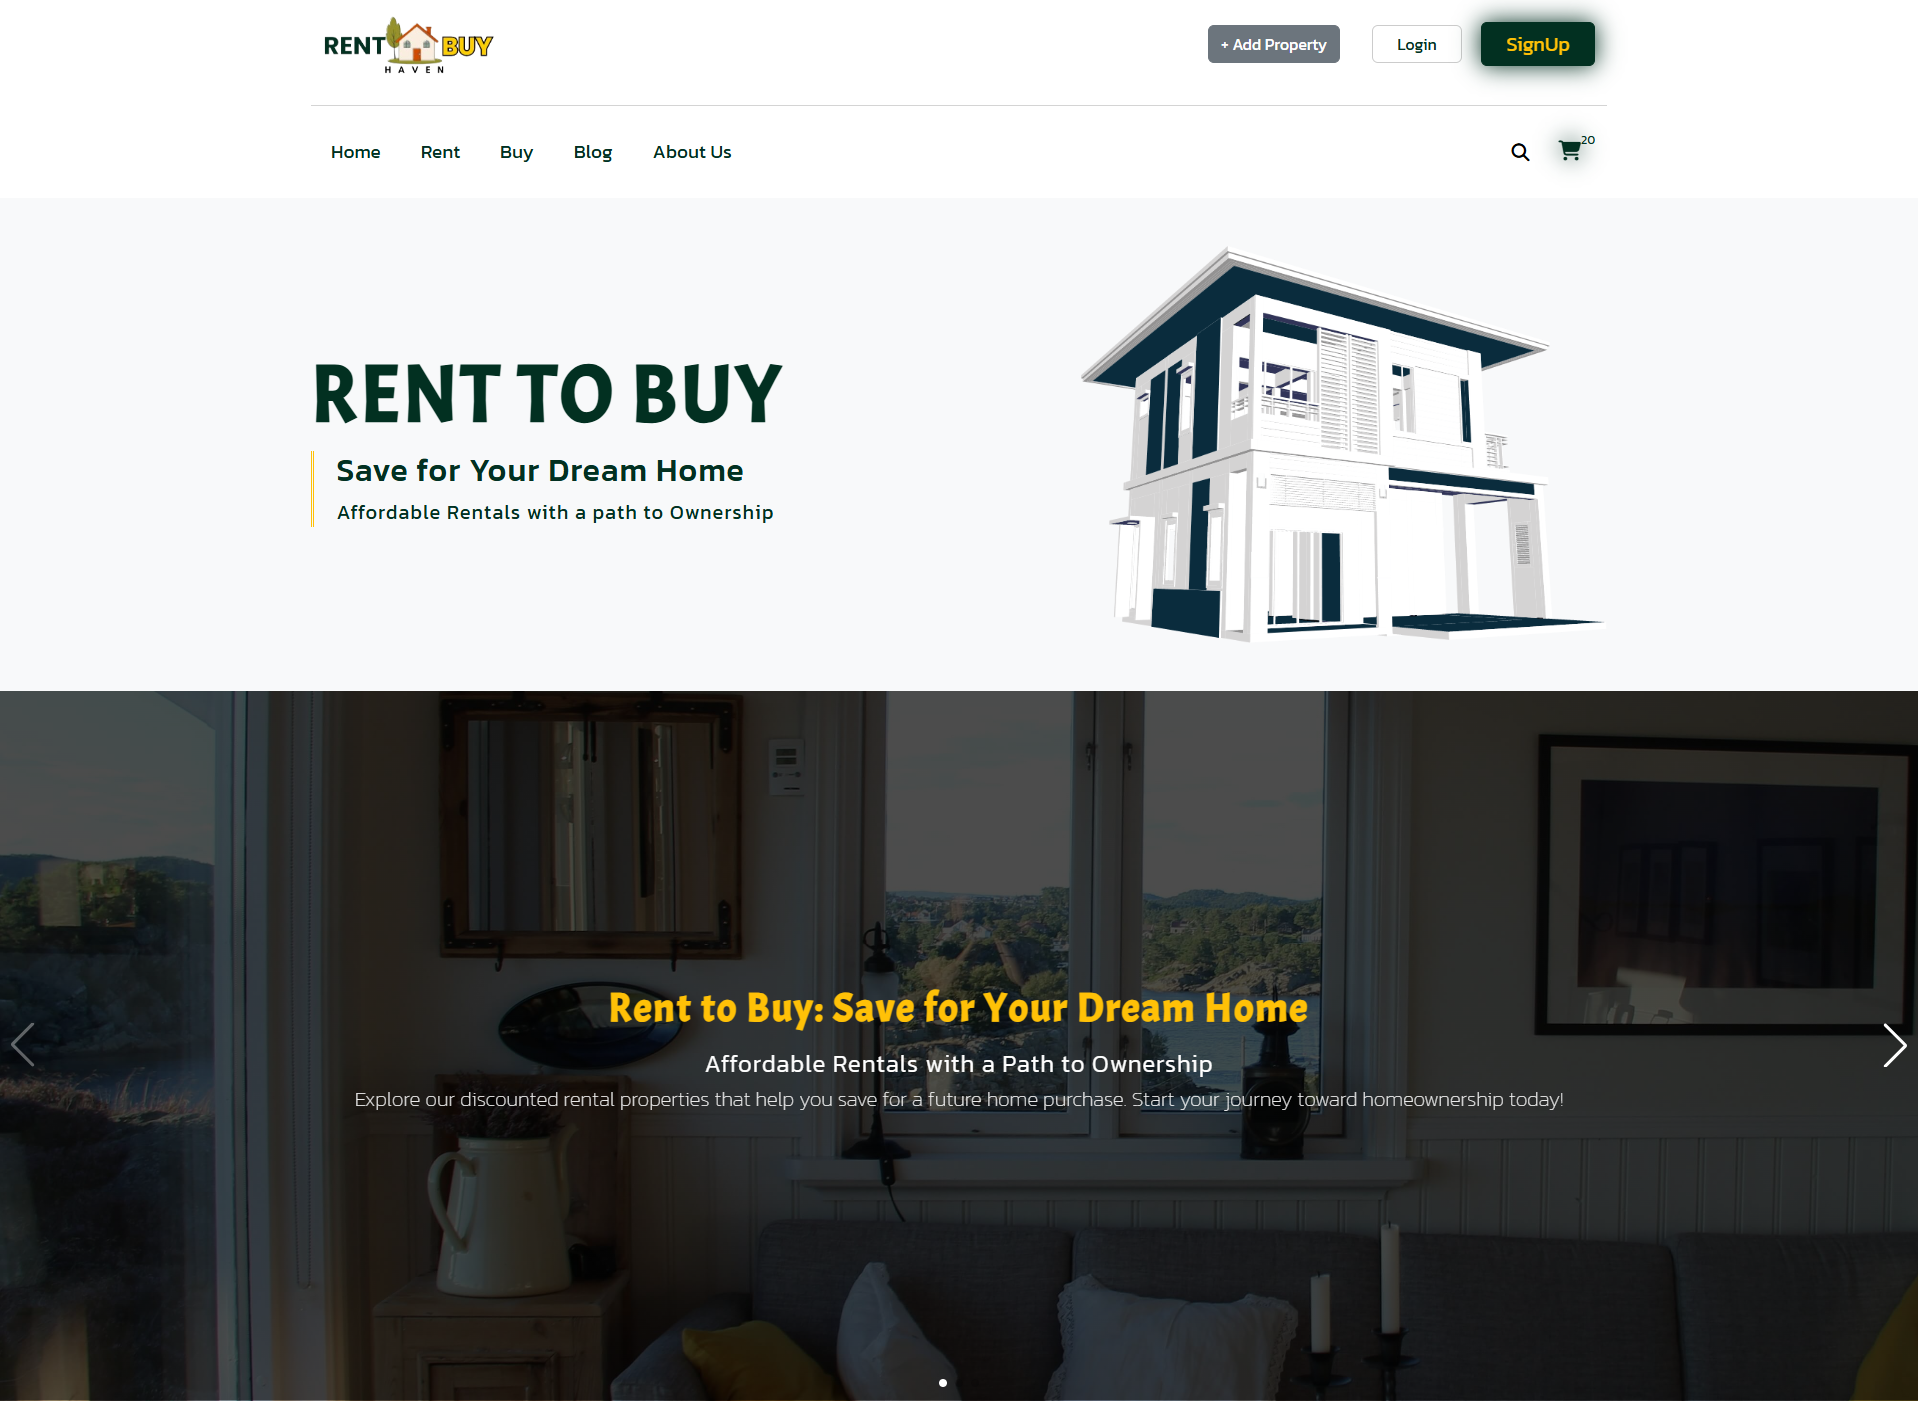 RENT BUY
HAVEN
+ Add Property
Login
SignUp
Home
Rent
Buy
Blog
About Us
20
RENT TO BUY
Save for Your Dream Home
Affordable Rentals with a path to Ownership
Rent to Buy: Save for Your Dream Home
Affordable Rentals with a Path to Ownership
Explore our discounted rental properties that help you save for a future home purchase. Start your journey toward homeownership today!